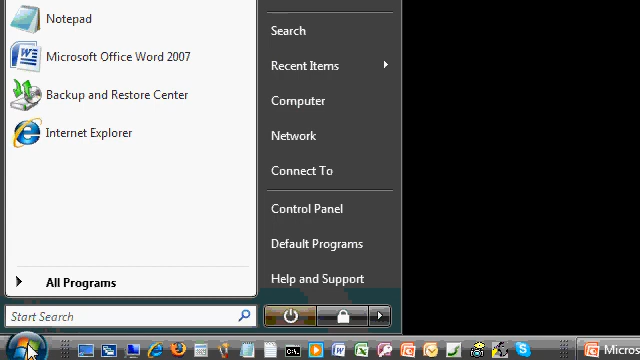 Notepad
Microsoft Office Word 2007
Backup and Restore Center
Internet Explorer
All Programs
Start Search
Search
Recent Items
Computer
Network
Connect To
Control Panel
Default Programs
Help and Support
Micros